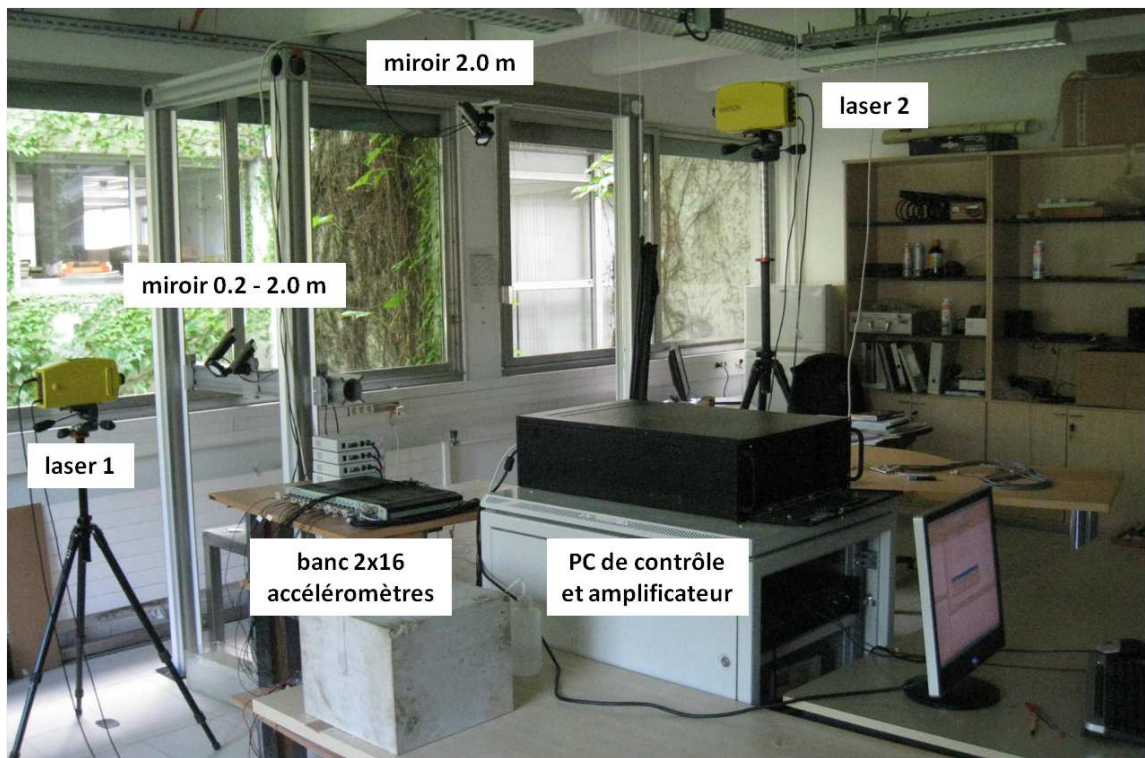 miroir 2.0 m
laser 2
miroir 0.2 - 2.0 m
laser 1
banc 2x16
accéléromètres
PC de contrôle
et amplificateur